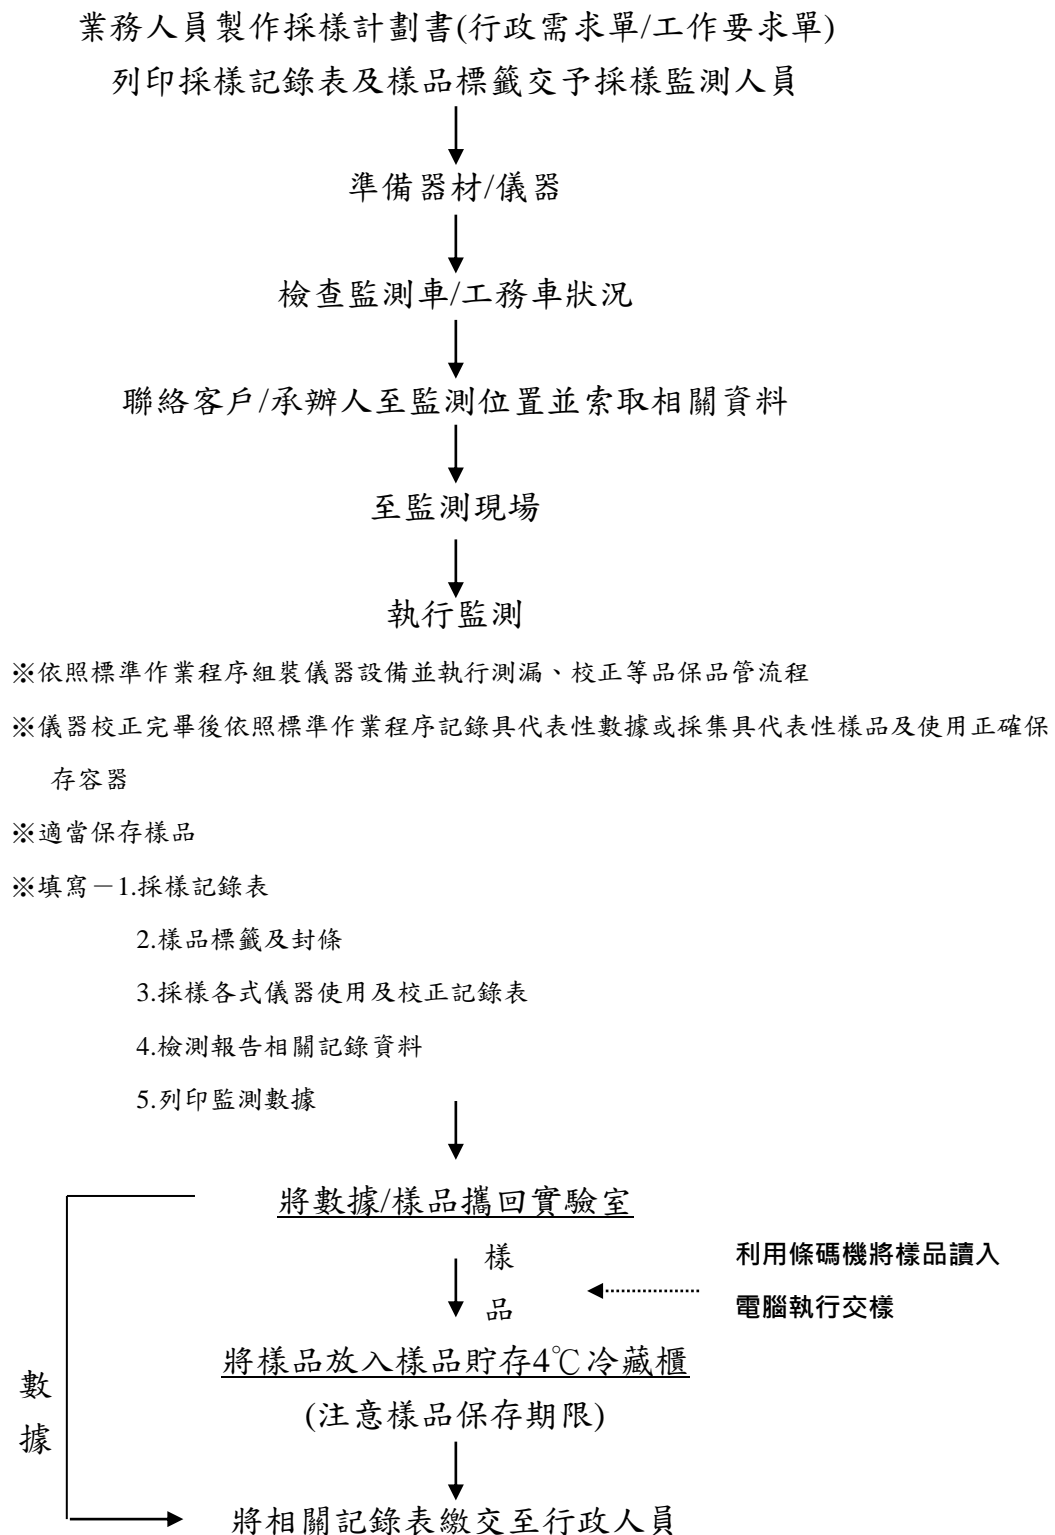 業務人員製作採樣計劃書(行政需求單/工作要求單)
列印採樣記錄表及樣品標籤交予採樣監測人員
準備器材/儀器
檢查監測車/工務車狀況
聯絡客戶/承辦人至監測位置並索取相關資料
至監測現場
執行監測
※依照標準作業程序組裝儀器設備並執行測漏、校正等品保品管流程
※儀器校正完畢後依照標準作業程序記錄具代表性數據或採集具代表性樣品及使用正確保
存容器
※適當保存樣品
※填寫－1.採樣記錄表
2.樣品標籤及封條
3.採樣各式儀器使用及校正記錄表
4.檢測報告相關記錄資料
5.列印監測數據
將數據/樣品攜回實驗室
樣品
利用條碼機將樣品讀入
電腦執行交樣
將樣品放入樣品貯存4℃冷藏櫃
(注意樣品保存期限)
數據
將相關記錄表繳交至行政人員